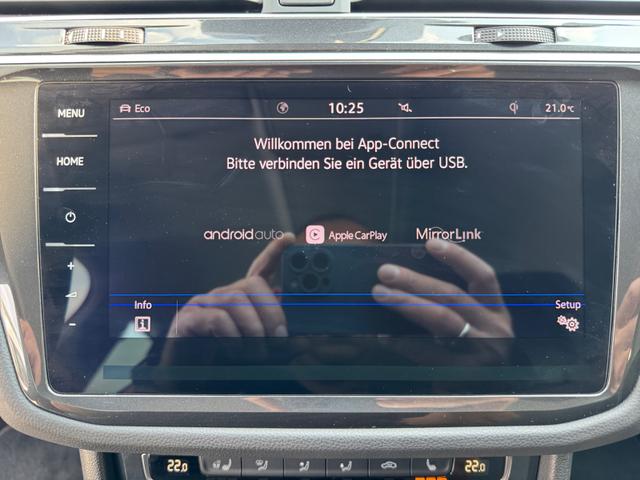 MENU
HOME
+
-
Eco 10:25 21.0°C
Willkommen bei App-Connect
Bitte verbinden Sie ein Gerät über USB.
androidauto Apple CarPlay MirrorLink
Info Setup
22.0 22.0